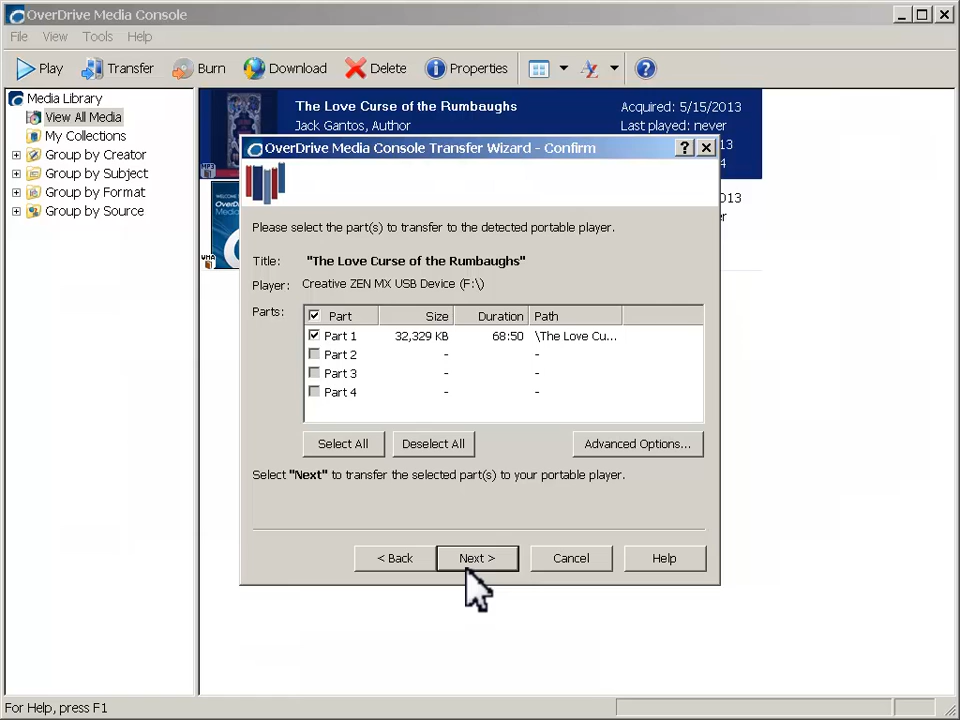 OverDrive Media Console
File View Tools Help
Play Transfer Burn Download Delete Properties
Media Library
View All Media
My Collections
Group by Creator
Group by Subject
Group by Format
Group by Source
The Love Curse of the Rumbaughs
Jack Gantos, Author
Acquired: 5/15/2013
Last played: never
OverDrive Media Console Transfer Wizard - Confirm
Please select the part(s) to transfer to the detected portable player.
Title: "The Love Curse of the Rumbaughs"
Player: Creative ZEN MX USB Device (F:\)
Parts:
Part Size Duration Path
Part 1 32,329 KB 68:50 \The Love Cu...
Part 2 - - -
Part 3 - - -
Part 4 - - -
Select All Deselect All Advanced Options...
Select "Next" to transfer the selected part(s) to your portable player.
< Back Next > Cancel Help
For Help, press F1